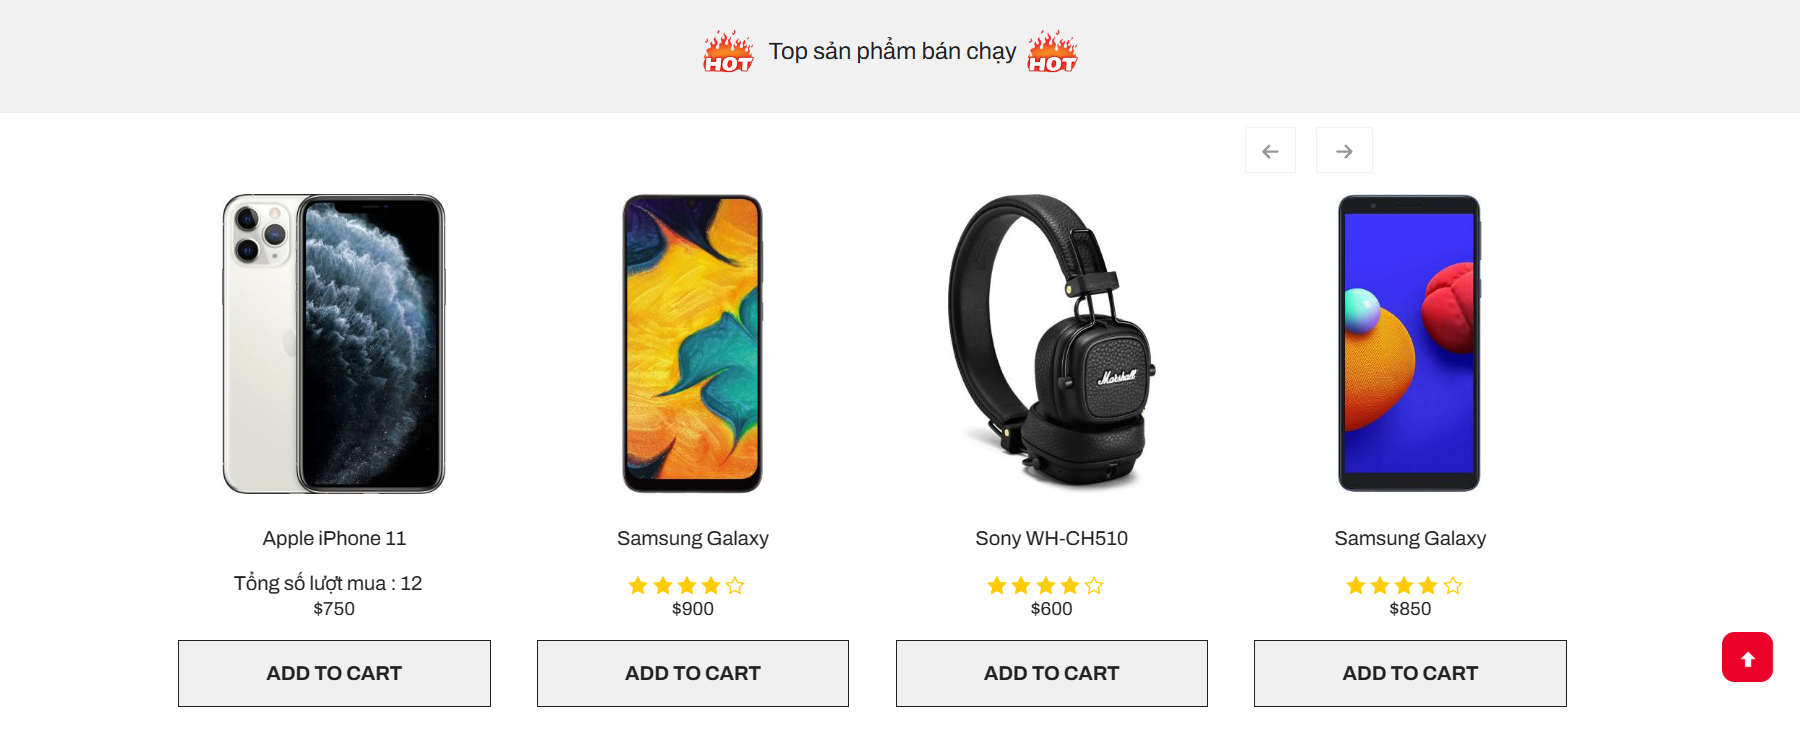 HOT Top sản phẩm bán chạy HOT
Marshall
Apple iPhone 11
Tổng số lượt mua : 12
$750
ADD TO CART
Samsung Galaxy
$900
ADD TO CART
Sony WH-CH510
$600
ADD TO CART
Samsung Galaxy
$850
ADD TO CART